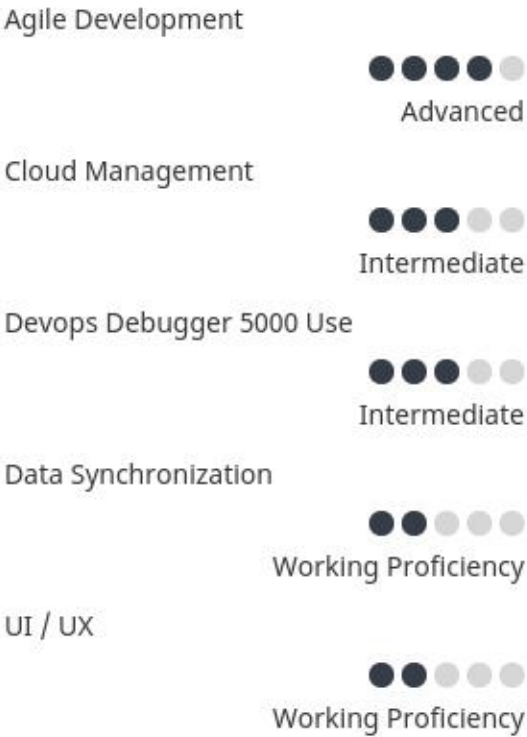 Agile Development
Advanced
Cloud Management
Intermediate
Devops Debugger 5000 Use
Intermediate
Data Synchronization
Working Proficiency
UI / UX
Working Proficiency